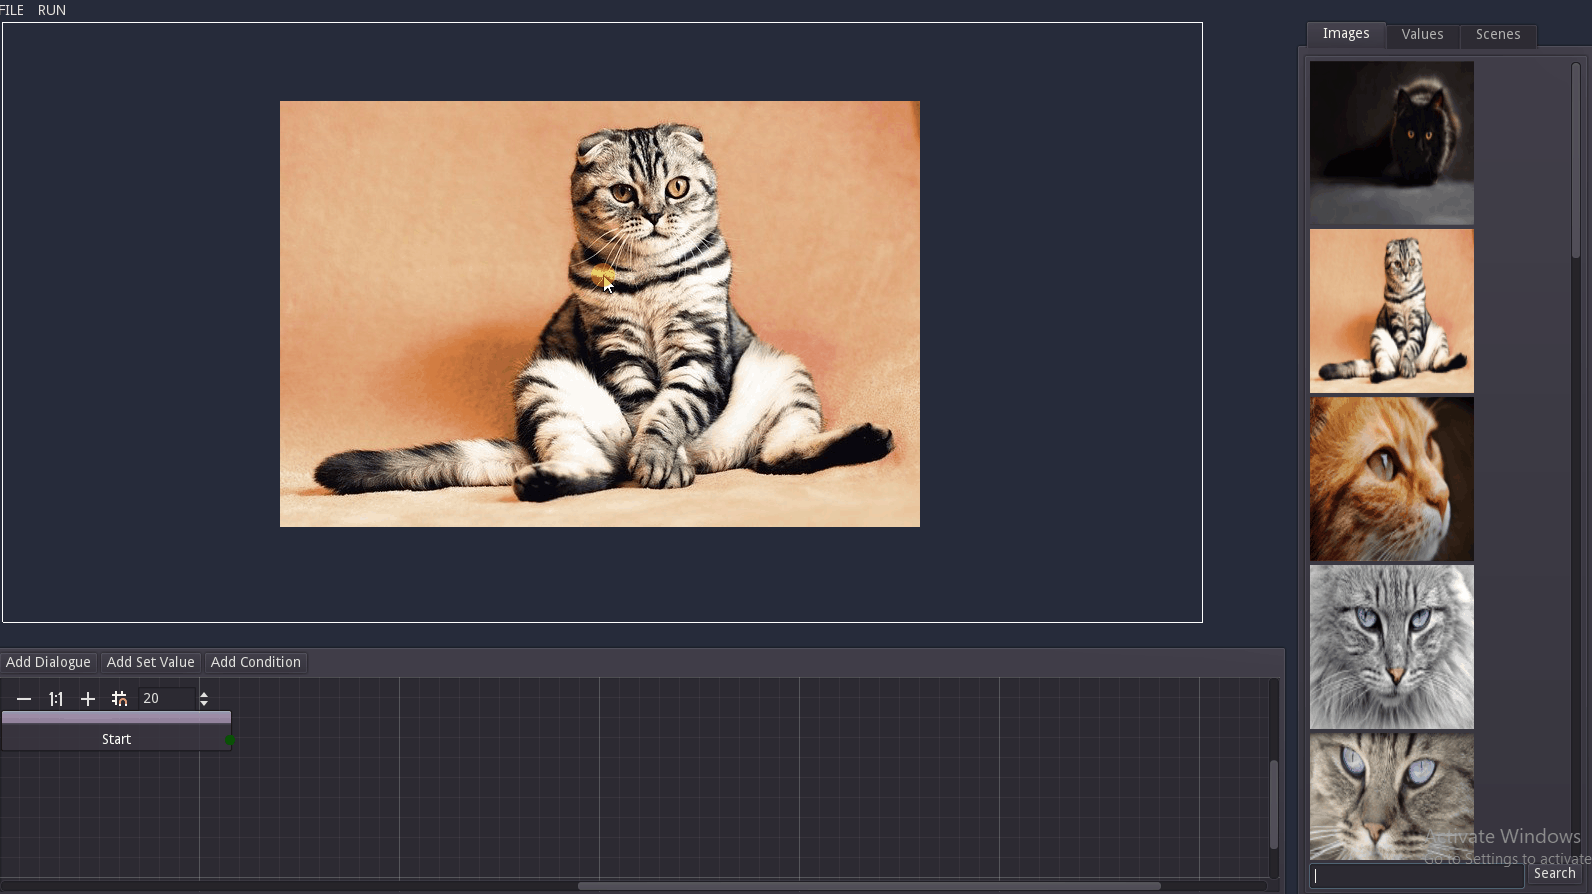 FILE RUN
Images Values Scenes
Add Dialogue Add Set Value Add Condition
1:1 20
Start
Activate Windows
Go to Settings to activate
Search